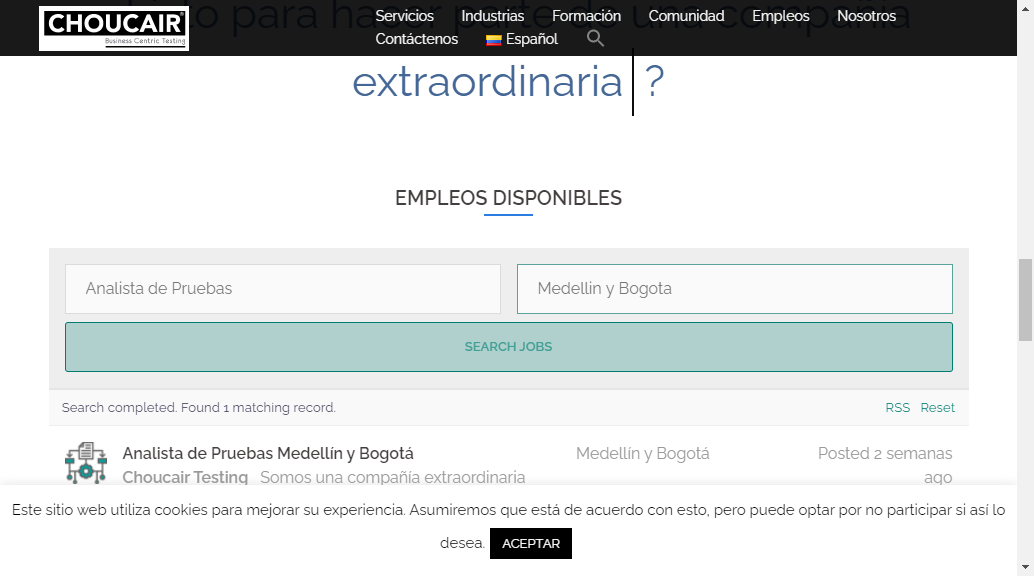 CHOUCAIR
Business Centric Testing
Servicios Industrias Formación Comunidad Empleos Nosotros
Contáctenos Español
para hacer parte de una compañía
extraordinaria ?
EMPLEOS DISPONIBLES
Analista de Pruebas Medellin y Bogota
SEARCH JOBS
Search completed. Found 1 matching record. RSS Reset
Analista de Pruebas Medellín y Bogotá Medellín y Bogotá Posted 2 semanas
Choucair Testing Somos una compañía extraordinaria ago
Este sitio web utiliza cookies para mejorar su experiencia. Asumiremos que está de acuerdo con esto, pero puede optar por no participar si así lo
desea. ACEPTAR